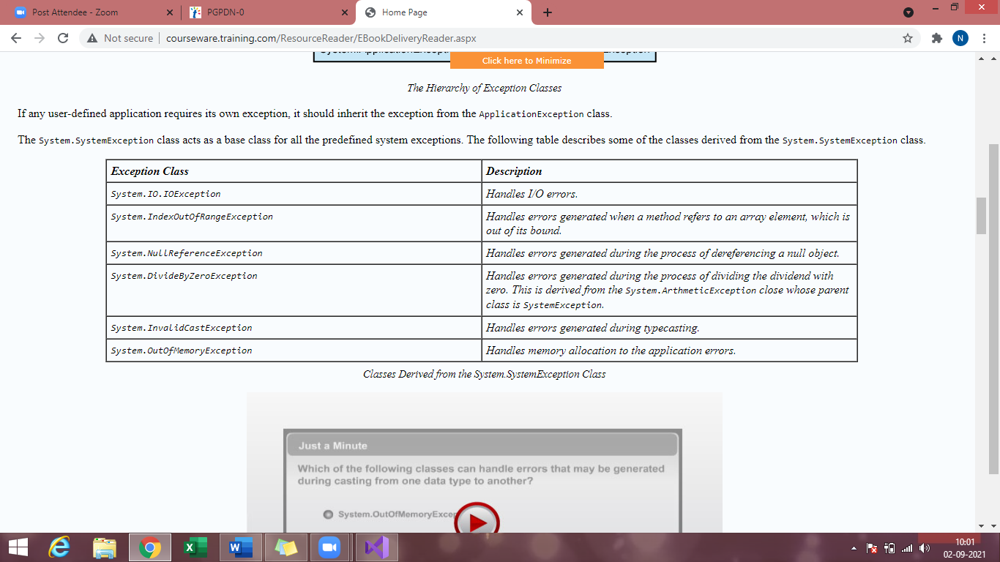 Post Attendee - Zoom
PGPDN-0
Home Page
Not secure | courseware.training.com/ResourceReader/EBookDeliveryReader.aspx
N
Click here to Minimize
The Hierarchy of Exception Classes
If any user-defined application requires its own exception, it should inherit the exception from the ApplicationException class.
The System.SystemException class acts as a base class for all the predefined system exceptions. The following table describes some of the classes derived from the System.SystemException class.
Exception Class Description
System.IO.IOException Handles I/O errors.
System.IndexOutOfRangeException Handles errors generated when a method refers to an array element, which is
out of its bound.
System.NullReferenceException Handles errors generated during the process of dereferencing a null object.
System.DivideByZeroException Handles errors generated during the process of dividing the dividend with
zero. This is derived from the System.ArthmeticException close whose parent
class is SystemException.
System.InvalidCastException Handles errors generated during typecasting.
System.OutOfMemoryException Handles memory allocation to the application errors.
Classes Derived from the System.SystemException Class
Just a Minute
Which of the following classes can handle errors that may be generated
during casting from one data type to another?
System.OutOfMemoryExcep
10:01
02-09-2021